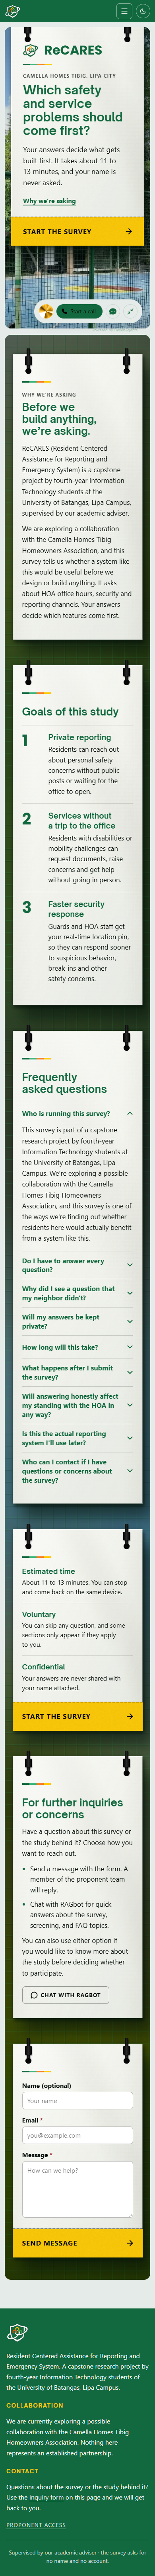 ReCARES
CAMELLA HOMES TIBIG, LIPA CITY
Which safety
and service
problems should
come first?
Your answers decide what gets
built first. It takes about 11 to
13 minutes, and your name is
never asked.
Why we're asking
START THE SURVEY
Start a call
WHY WE'RE ASKING
Before we
build anything,
we're asking.
ReCARES (Resident Centered
Assistance for Reporting and
Emergency System) is a capstone
project by fourth-year Information
Technology students at the
University of Batangas, Lipa Campus,
supervised by our academic adviser.
We are exploring a collaboration
with the Camella Homes Tibig
Homeowners Association, and this
survey tells us whether a system like
this would be useful before we
design or build anything. It asks
about HOA office hours, security and
reporting channels. Your answers
decide which features come first.
Goals of this study
1
Private reporting
Residents can reach out
about personal safety
concerns without public
posts or waiting for the
office to open.
2
Services without
a trip to the office
Residents with disabilities or
mobility challenges can
request documents, raise
concerns and get help
without going in person.
3
Faster security
response
Guards and HOA staff get
your real-time location pin,
so they can respond sooner
to suspicious behavior,
break-ins and other
safety concerns.
Frequently
asked questions
Who is running this survey?
This survey is part of a capstone
research project by fourth-year
Information Technology students at
the University of Batangas, Lipa
Campus. We're exploring a possible
collaboration with the Camella
Homes Tibig Homeowners
Association, and this survey is one of
the ways we're finding out whether
residents here would actually benefit
from a system like this.
Do I have to answer every
question?
Why did I see a question that
my neighbor didn't?
Will my answers be kept
private?
How long will this take?
What happens after I submit
the survey?
Will answering honestly affect
my standing with the HOA in
any way?
Is this the actual reporting
system I'll use later?
Who can I contact if I have
questions or concerns about
the survey?
Estimated time
About 11 to 13 minutes. You can stop
and come back on the same device.
Voluntary
You can skip any question, and some
sections only appear if they apply
to you.
Confidential
Your answers are never shared with
your name attached.
START THE SURVEY
For further inquiries
or concerns
Have a question about this survey or
the study behind it? Choose how you
want to reach out.
Send a message with the form. A
member of the proponent team
will reply.
Chat with RAGbot for quick
answers about the survey,
screening, and FAQ topics.
You can also use either option if
you would like to know more about
the study before deciding whether
to participate.
CHAT WITH RAGBOT
Name (optional)
Your name
Email *
you@example.com
Message *
How can we help?
SEND MESSAGE
Resident Centered Assistance for Reporting and
Emergency System. A capstone research project by
fourth-year Information Technology students of
the University of Batangas, Lipa Campus.
COLLABORATION
We are currently exploring a possible
collaboration with the Camella Homes Tibig
Homeowners Association. Nothing here
represents an established partnership.
CONTACT
Questions about the survey or the study behind it?
Use the inquiry form on this page and we will get
back to you.
PROPONENT ACCESS
Supervised by our academic adviser · the survey asks for
no name and no account.